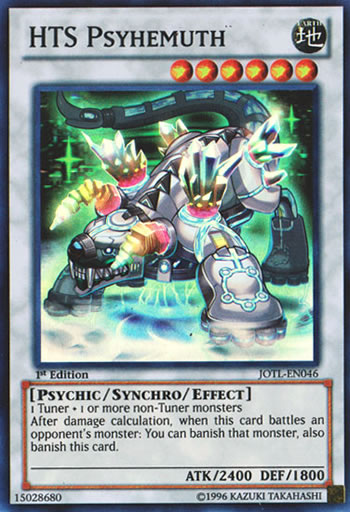 HTS Psyhemuth
EARTH
地
1st Edition
JOTL-EN046
[Psychic/Synchro/Effect]
1 Tuner + 1 or more non-Tuner monsters
After damage calculation, when this card battles an
opponent's monster: You can banish that monster, also
banish this card.
ATK/2400 DEF/1800
15028680
©1996 KAZUKI TAKAHASHI